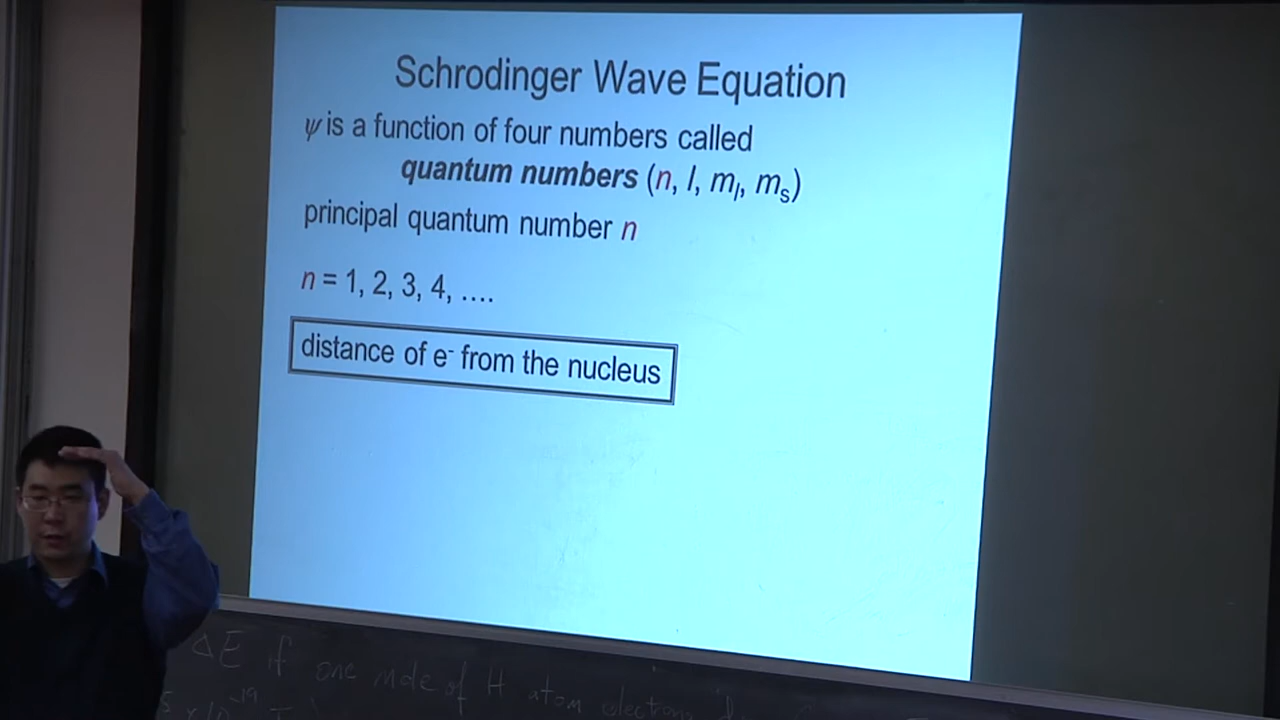 Schrodinger Wave Equation
ψ is a function of four numbers called
quantum numbers (n, l, mₗ, mₛ)
principal quantum number n
n = 1, 2, 3, 4, ....
distance of e⁻ from the nucleus
ΔE if one mole of H atom electrons